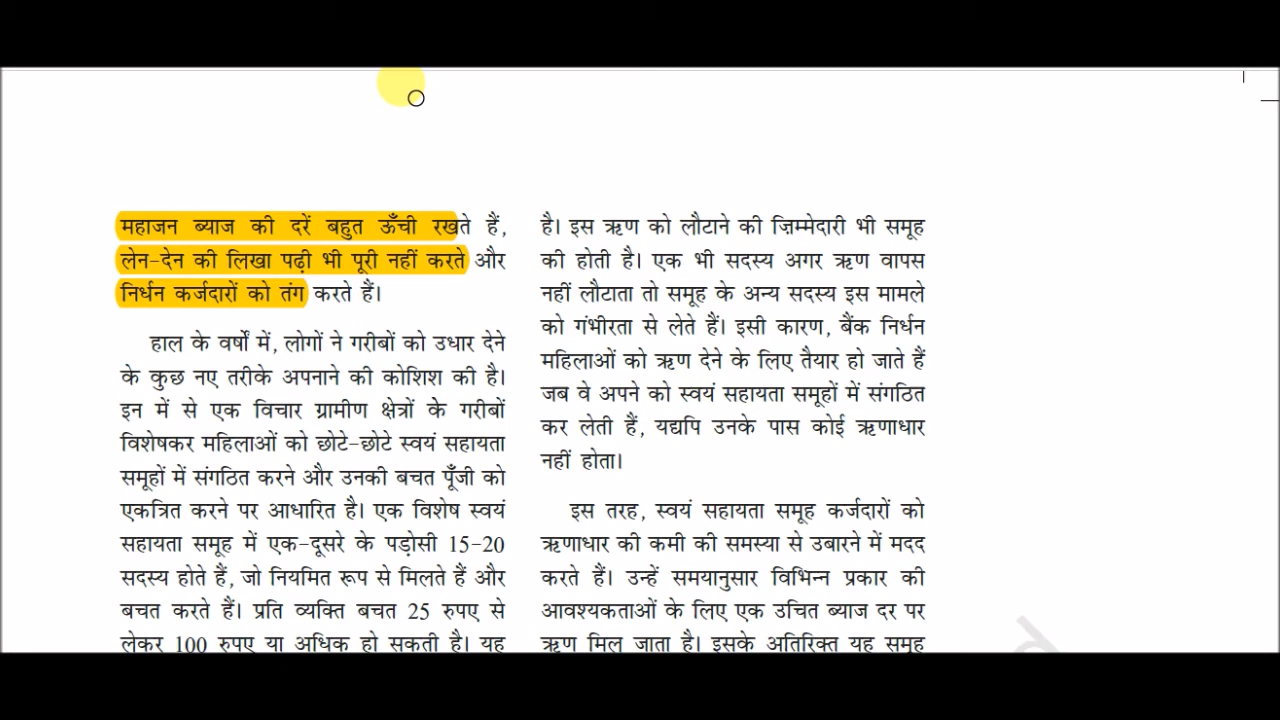 महाजन ब्याज की दरें बहुत ऊँची रखते हैं,
लेन-देन की लिखा पढ़ी भी पूरी नहीं करते और
निर्धन कर्जदारों को तंग करते हैं।
हाल के वर्षों में, लोगों ने गरीबों को उधार देने
के कुछ नए तरीके अपनाने की कोशिश की है।
इन में से एक विचार ग्रामीण क्षेत्रों के गरीबों
विशेषकर महिलाओं को छोटे-छोटे स्वयं सहायता
समूहों में संगठित करने और उनकी बचत पूँजी को
एकत्रित करने पर आधारित है। एक विशेष स्वयं
सहायता समूह में एक-दूसरे के पड़ोसी 15-20
सदस्य होते हैं, जो नियमित रूप से मिलते हैं और
बचत करते हैं। प्रति व्यक्ति बचत 25 रुपए से
लेकर 100 रुपए या अधिक हो सकती है। यह
है। इस ऋण को लौटाने की ज़िम्मेदारी भी समूह
की होती है। एक भी सदस्य अगर ऋण वापस
नहीं लौटाता तो समूह के अन्य सदस्य इस मामले
को गंभीरता से लेते हैं। इसी कारण, बैंक निर्धन
महिलाओं को ऋण देने के लिए तैयार हो जाते हैं
जब वे अपने को स्वयं सहायता समूहों में संगठित
कर लेती हैं, यद्यपि उनके पास कोई ऋणाधार
नहीं होता।
इस तरह, स्वयं सहायता समूह कर्जदारों को
ऋणाधार की कमी की समस्या से उबारने में मदद
करते हैं। उन्हें समयानुसार विभिन्न प्रकार की
आवश्यकताओं के लिए एक उचित ब्याज दर पर
ऋण मिल जाता है। इसके अतिरिक्त यह समूह